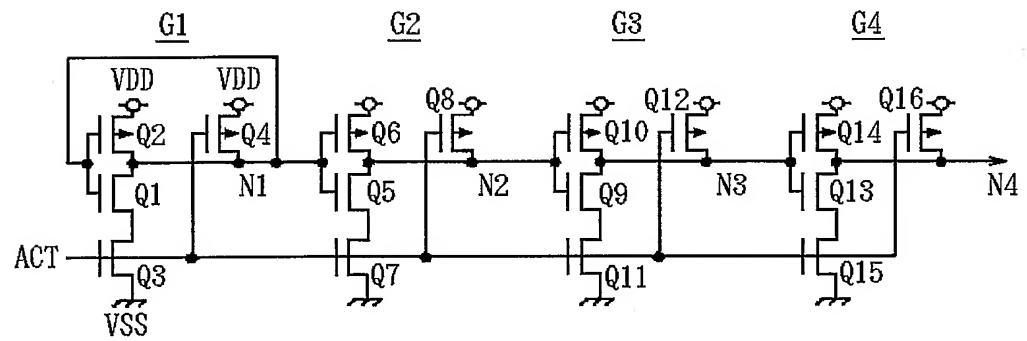 G1 G2 G3 G4
VDD VDD Q8 Q12 Q16
Q2 Q4 Q6 Q10 Q14
Q1 N1 Q5 N2 Q9 N3 Q13 N4
ACT
Q3 Q7 Q11 Q15
VSS